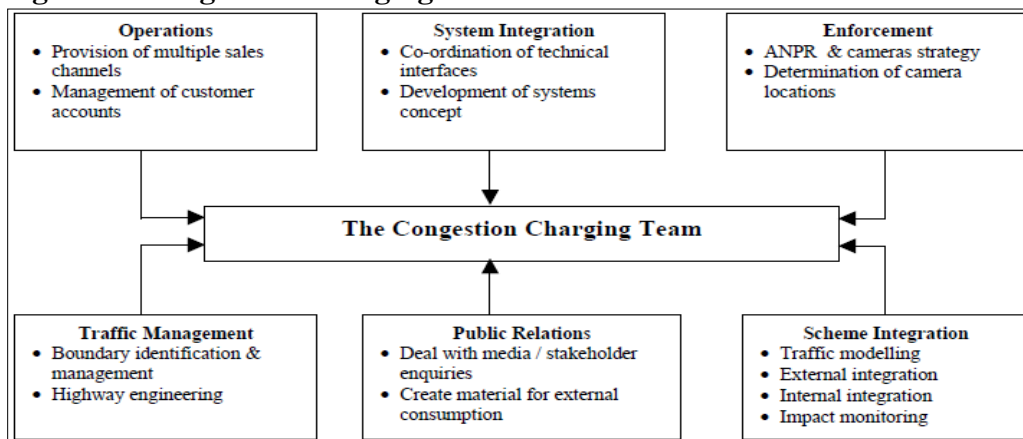 Operations
• Provision of multiple sales
channels
• Management of customer
accounts
System Integration
• Co-ordination of technical
interfaces
• Development of systems
concept
Enforcement
• ANPR & cameras strategy
• Determination of camera
locations
The Congestion Charging Team
Traffic Management
• Boundary identification &
management
• Highway engineering
Public Relations
• Deal with media / stakeholder
enquiries
• Create material for external
consumption
Scheme Integration
• Traffic modelling
• External integration
• Internal integration
• Impact monitoring